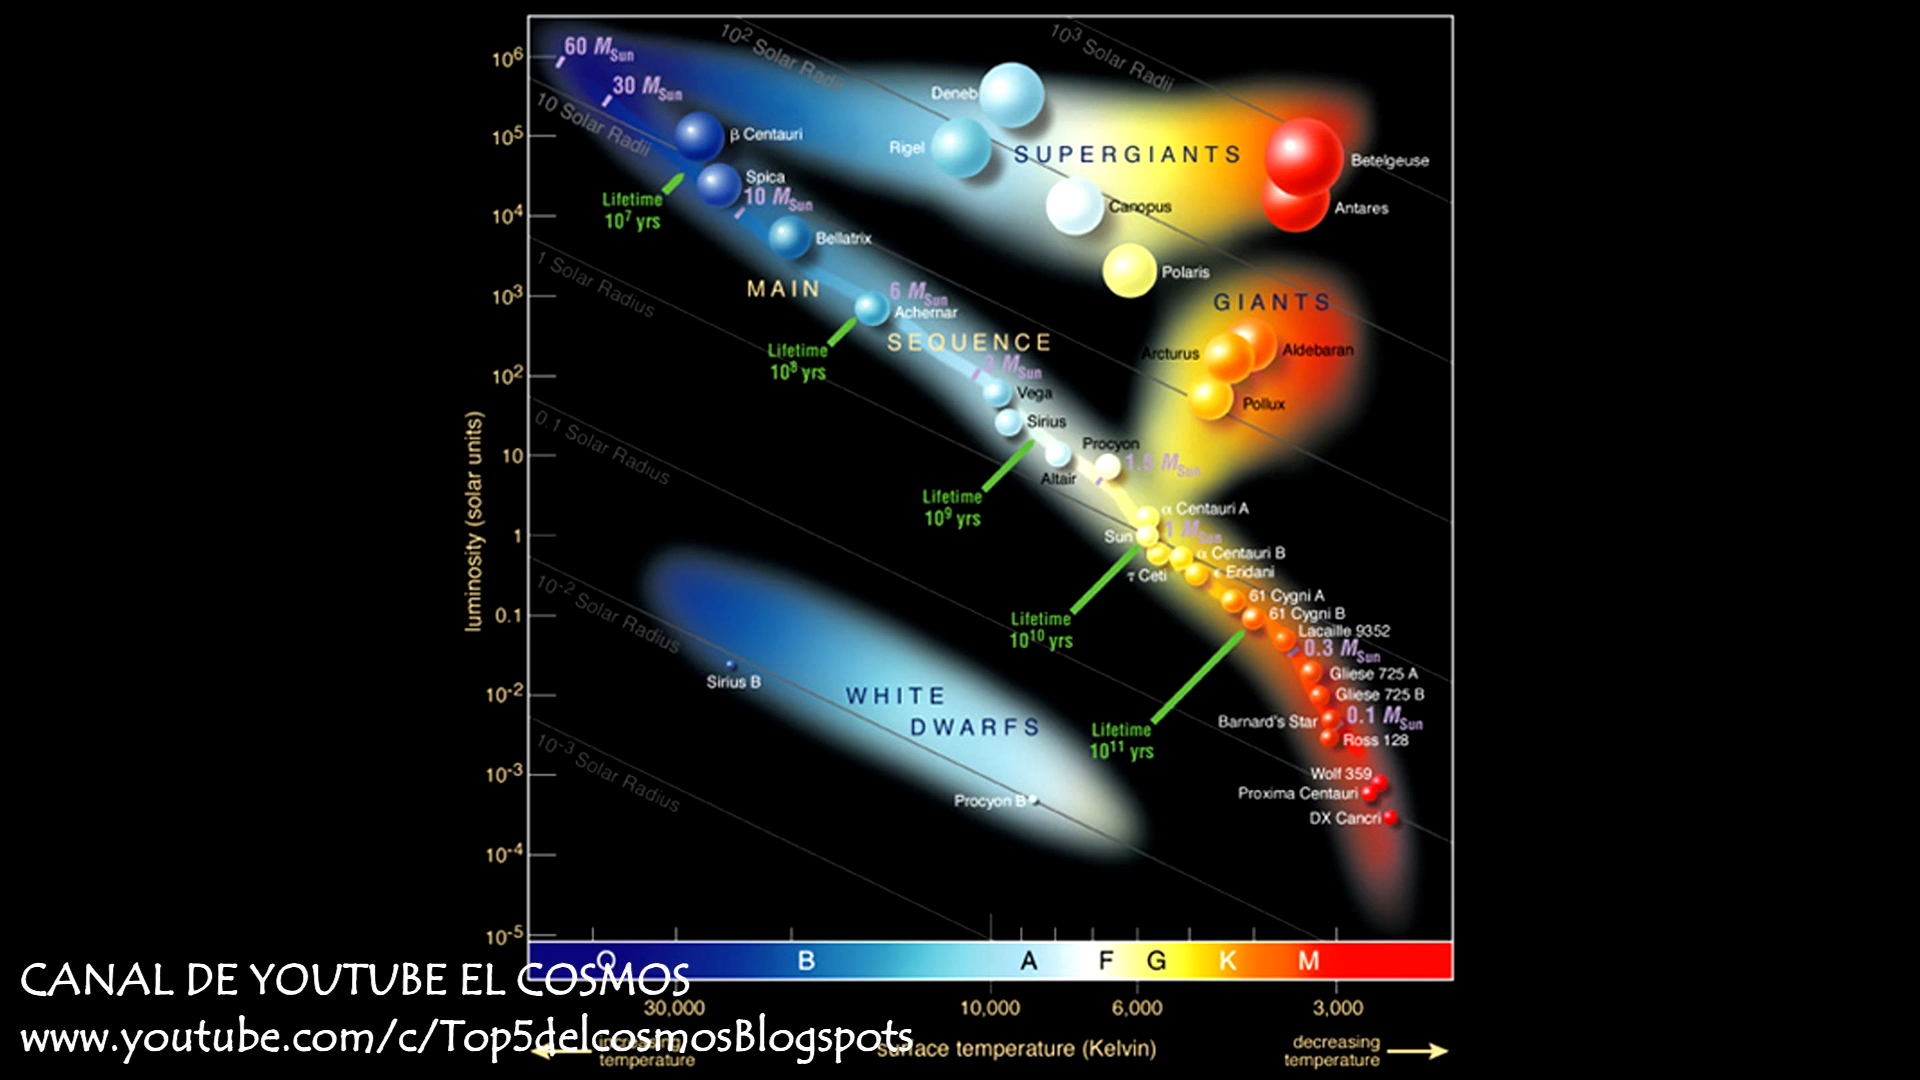 10² Solar Radii
10³ Solar Radii
60 M Sun
30 M Sun
10 Solar Radii
10⁶
10⁵
10⁴
10³
10²
10
1
0.1
10-2
10-3
10-4
10-5
luminosity (solar units)
Deneb
β Centauri
Rigel
SUPERGIANTS
Betelgeuse
Spica
10 M Sun
Lifetime
10⁷ yrs
Canopus
Antares
Bellatrix
1 Solar Radius
Polaris
MAIN
6 M Sun
GIANTS
Achernar
SEQUENCE
Lifetime
10⁸ yrs
3 M Sun
Arcturus
Aldebaran
Vega
Pollux
0.1 Solar Radius
Sirius
Procyon
1.5 M Sun
Altair
Lifetime
10⁹ yrs
α Centauri A
1 M Sun
Sun
α Centauri B
τ Ceti
ε Eridani
10-2 Solar Radius
61 Cygni A
61 Cygni B
Lifetime
10¹⁰ yrs
Lacaille 9352
0.3 M Sun
Gliese 725 A
Sirius B
Gliese 725 B
WHITE
DWARFS
Barnard's Star
0.1 M Sun
Ross 128
Lifetime
10¹¹ yrs
10-3 Solar Radius
Wolf 359
Proxima Centauri
Procyon B
DX Cancri
O B A F G K M
30,000 10,000 6,000 3,000
increasing
temperature
surface temperature (Kelvin)
decreasing
temperature
CANAL DE YOUTUBE EL COSMOS
www.youtube.com/c/Top5delcosmosBlogspots